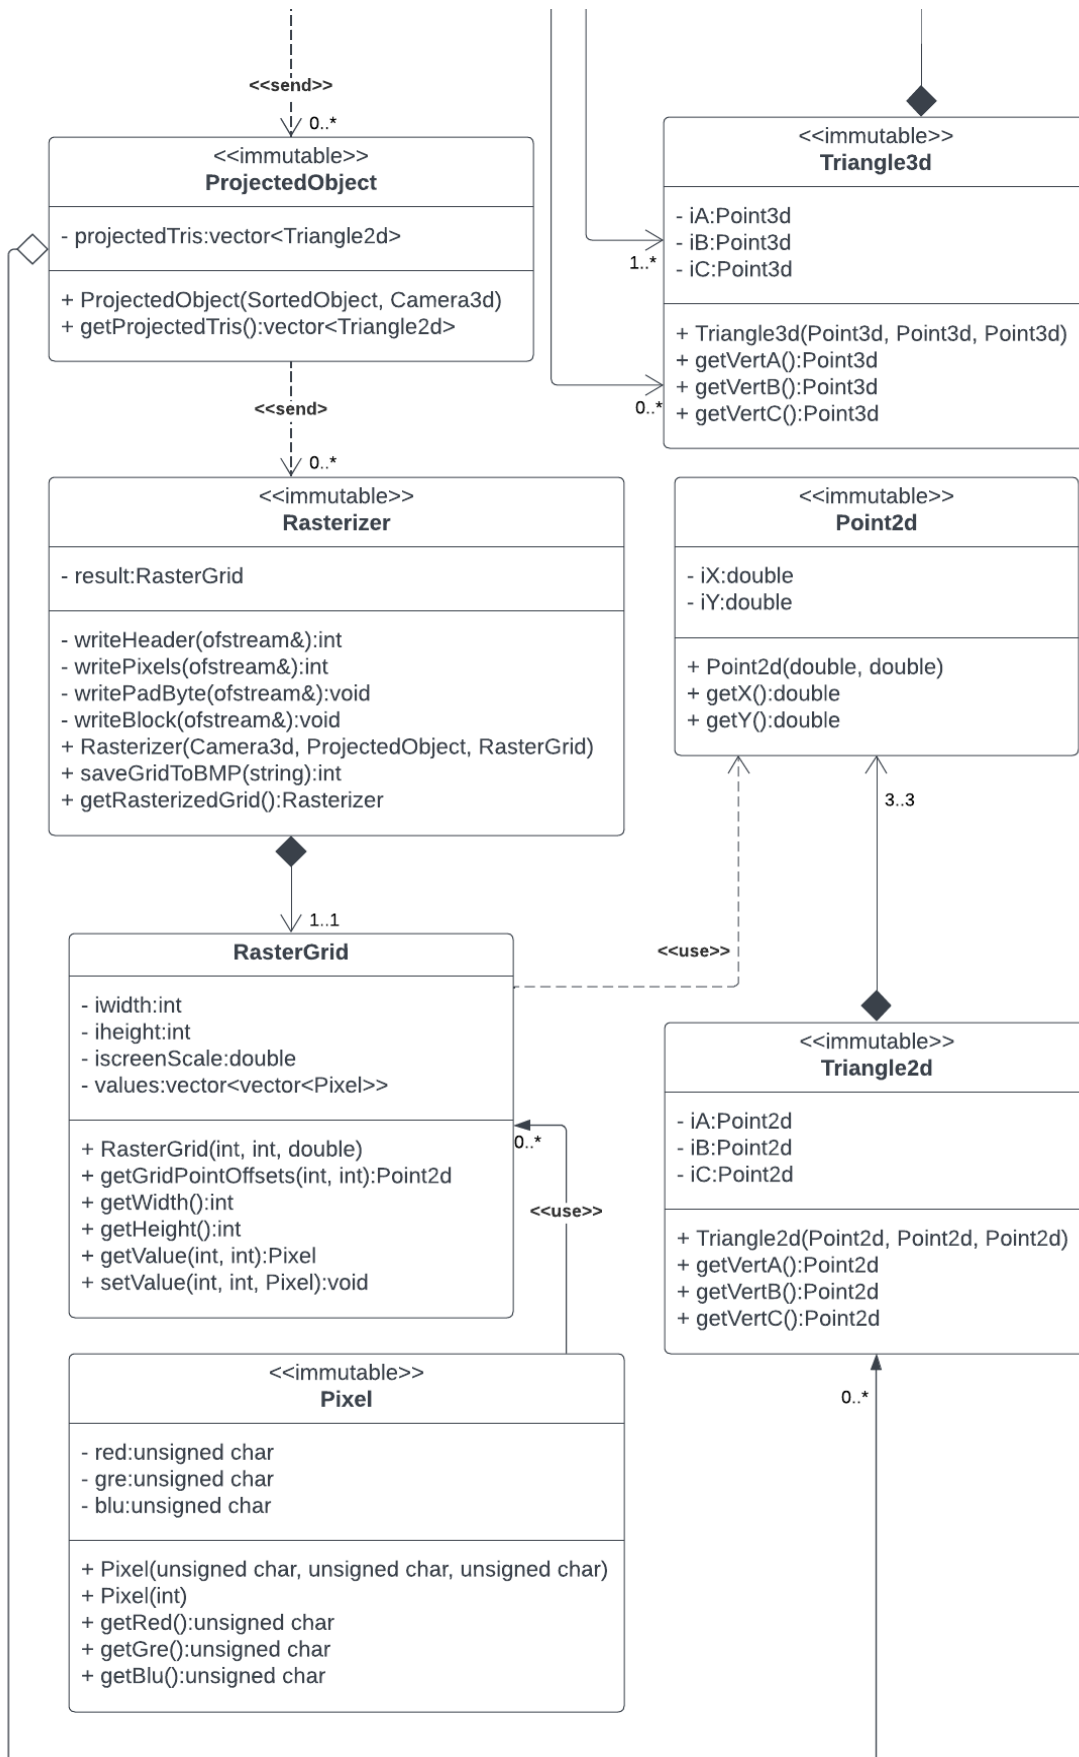 <<send>>
0..*
<<immutable>>
ProjectedObject
- projectedTris:vector<Triangle2d>
+ ProjectedObject(SortedObject, Camera3d)
+ getProjectedTris():vector<Triangle2d>
<<send>
0..*
<<immutable>>
Triangle3d
- iA:Point3d
- iB:Point3d
- iC:Point3d
+ Triangle3d(Point3d, Point3d, Point3d)
+ getVertA():Point3d
+ getVertB():Point3d
+ getVertC():Point3d
1..*
0..*
<<immutable>>
Rasterizer
- result:RasterGrid
- writeHeader(ofstream&):int
- writePixels(ofstream&):int
- writePadByte(ofstream&):void
- writeBlock(ofstream&):void
+ Rasterizer(Camera3d, ProjectedObject, RasterGrid)
+ saveGridToBMP(string):int
+ getRasterizedGrid():Rasterizer
1..1
<<immutable>>
Point2d
- iX:double
- iY:double
+ Point2d(double, double)
+ getX():double
+ getY():double
3..3
<<use>>
RasterGrid
- iwidth:int
- iheight:int
- iscreenScale:double
- values:vector<vector<Pixel>>
+ RasterGrid(int, int, double)
+ getGridPointOffsets(int, int):Point2d
+ getWidth():int
+ getHeight():int
+ getValue(int, int):Pixel
+ setValue(int, int, Pixel):void
0..*
<<use>>
<<immutable>>
Triangle2d
- iA:Point2d
- iB:Point2d
- iC:Point2d
+ Triangle2d(Point2d, Point2d, Point2d)
+ getVertA():Point2d
+ getVertB():Point2d
+ getVertC():Point2d
0..*
<<immutable>>
Pixel
- red:unsigned char
- gre:unsigned char
- blu:unsigned char
+ Pixel(unsigned char, unsigned char, unsigned char)
+ Pixel(int)
+ getRed():unsigned char
+ getGre():unsigned char
+ getBlu():unsigned char